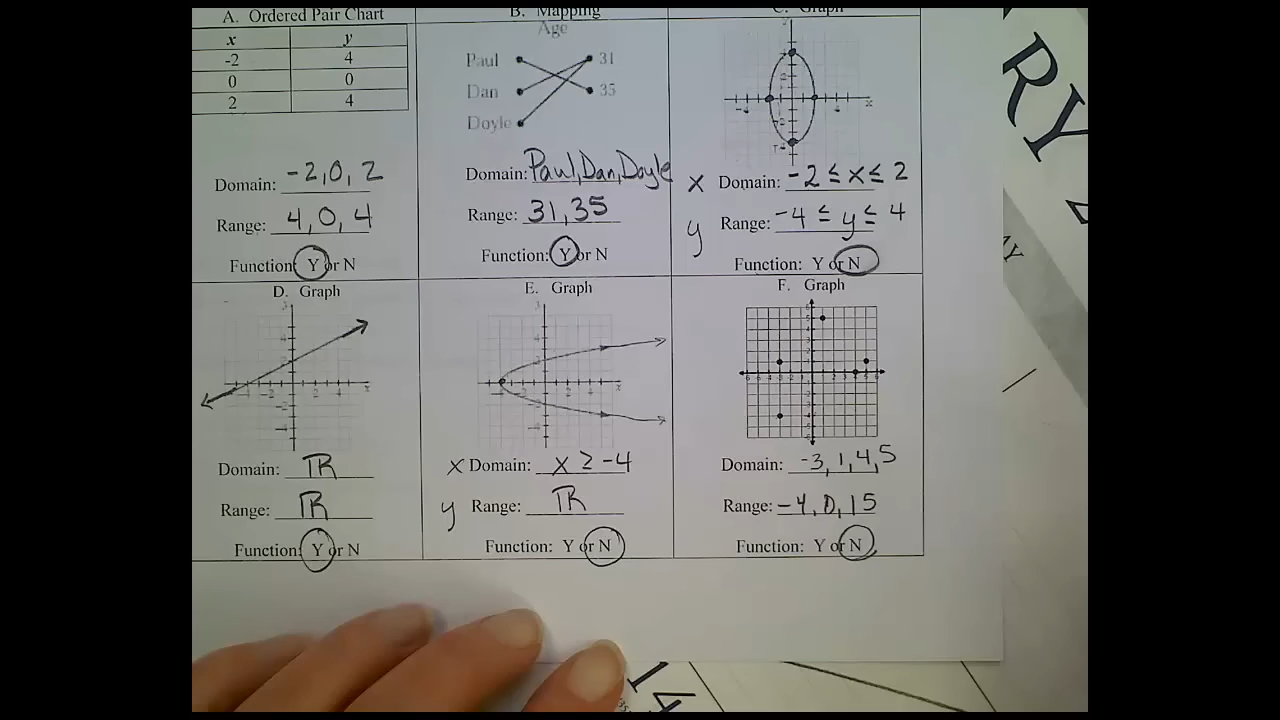 A. Ordered Pair Chart
x y
-2 4
0 0
2 4
Domain: -2, 0, 2
Range: 4, 0, 4
Function: Y or N
B. Mapping
Age
Paul 31
Dan 35
Doyle
Domain: Paul, Dan, Doyle
Range: 31, 35
Function: Y or N
C. Graph
x Domain: -2 ≤ x ≤ 2
y Range: -4 ≤ y ≤ 4
Function: Y or N
D. Graph
Domain: ℝ
Range: ℝ
Function: Y or N
E. Graph
x Domain: x ≥ -4
y Range: ℝ
Function: Y or N
F. Graph
Domain: -3, 1, 4, 5
Range: -4, 0, 1 5
Function: Y or N
RY
14